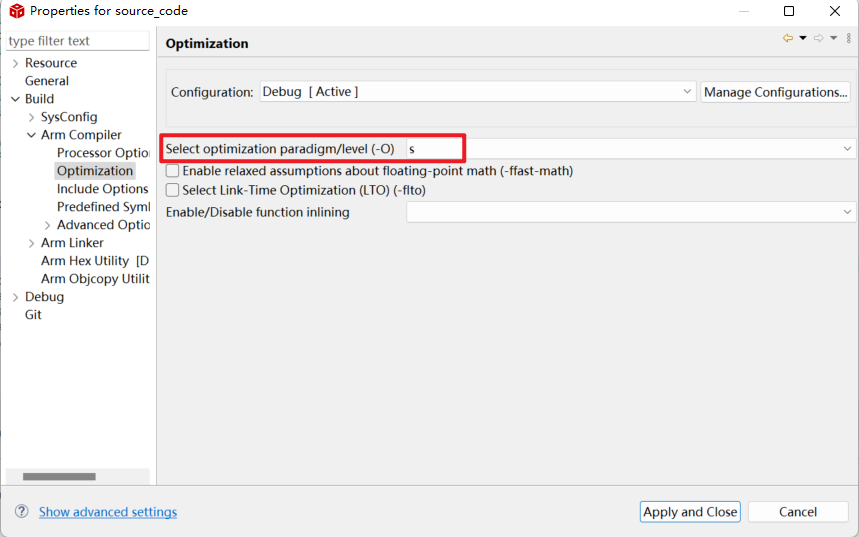 Properties for source_code
type filter text
Optimization
Resource
General
Build
SysConfig
Arm Compiler
Processor Optio
Optimization
Include Options
Predefined Syml
Advanced Optio
Arm Linker
Arm Hex Utility [D
Arm Objcopy Utilit
Debug
Git
Configuration: Debug [ Active ] Manage Configurations...
Select optimization paradigm/level (-O) s
Enable relaxed assumptions about floating-point math (-ffast-math)
Select Link-Time Optimization (LTO) (-flto)
Enable/Disable function inlining
? Show advanced settings
Apply and Close Cancel